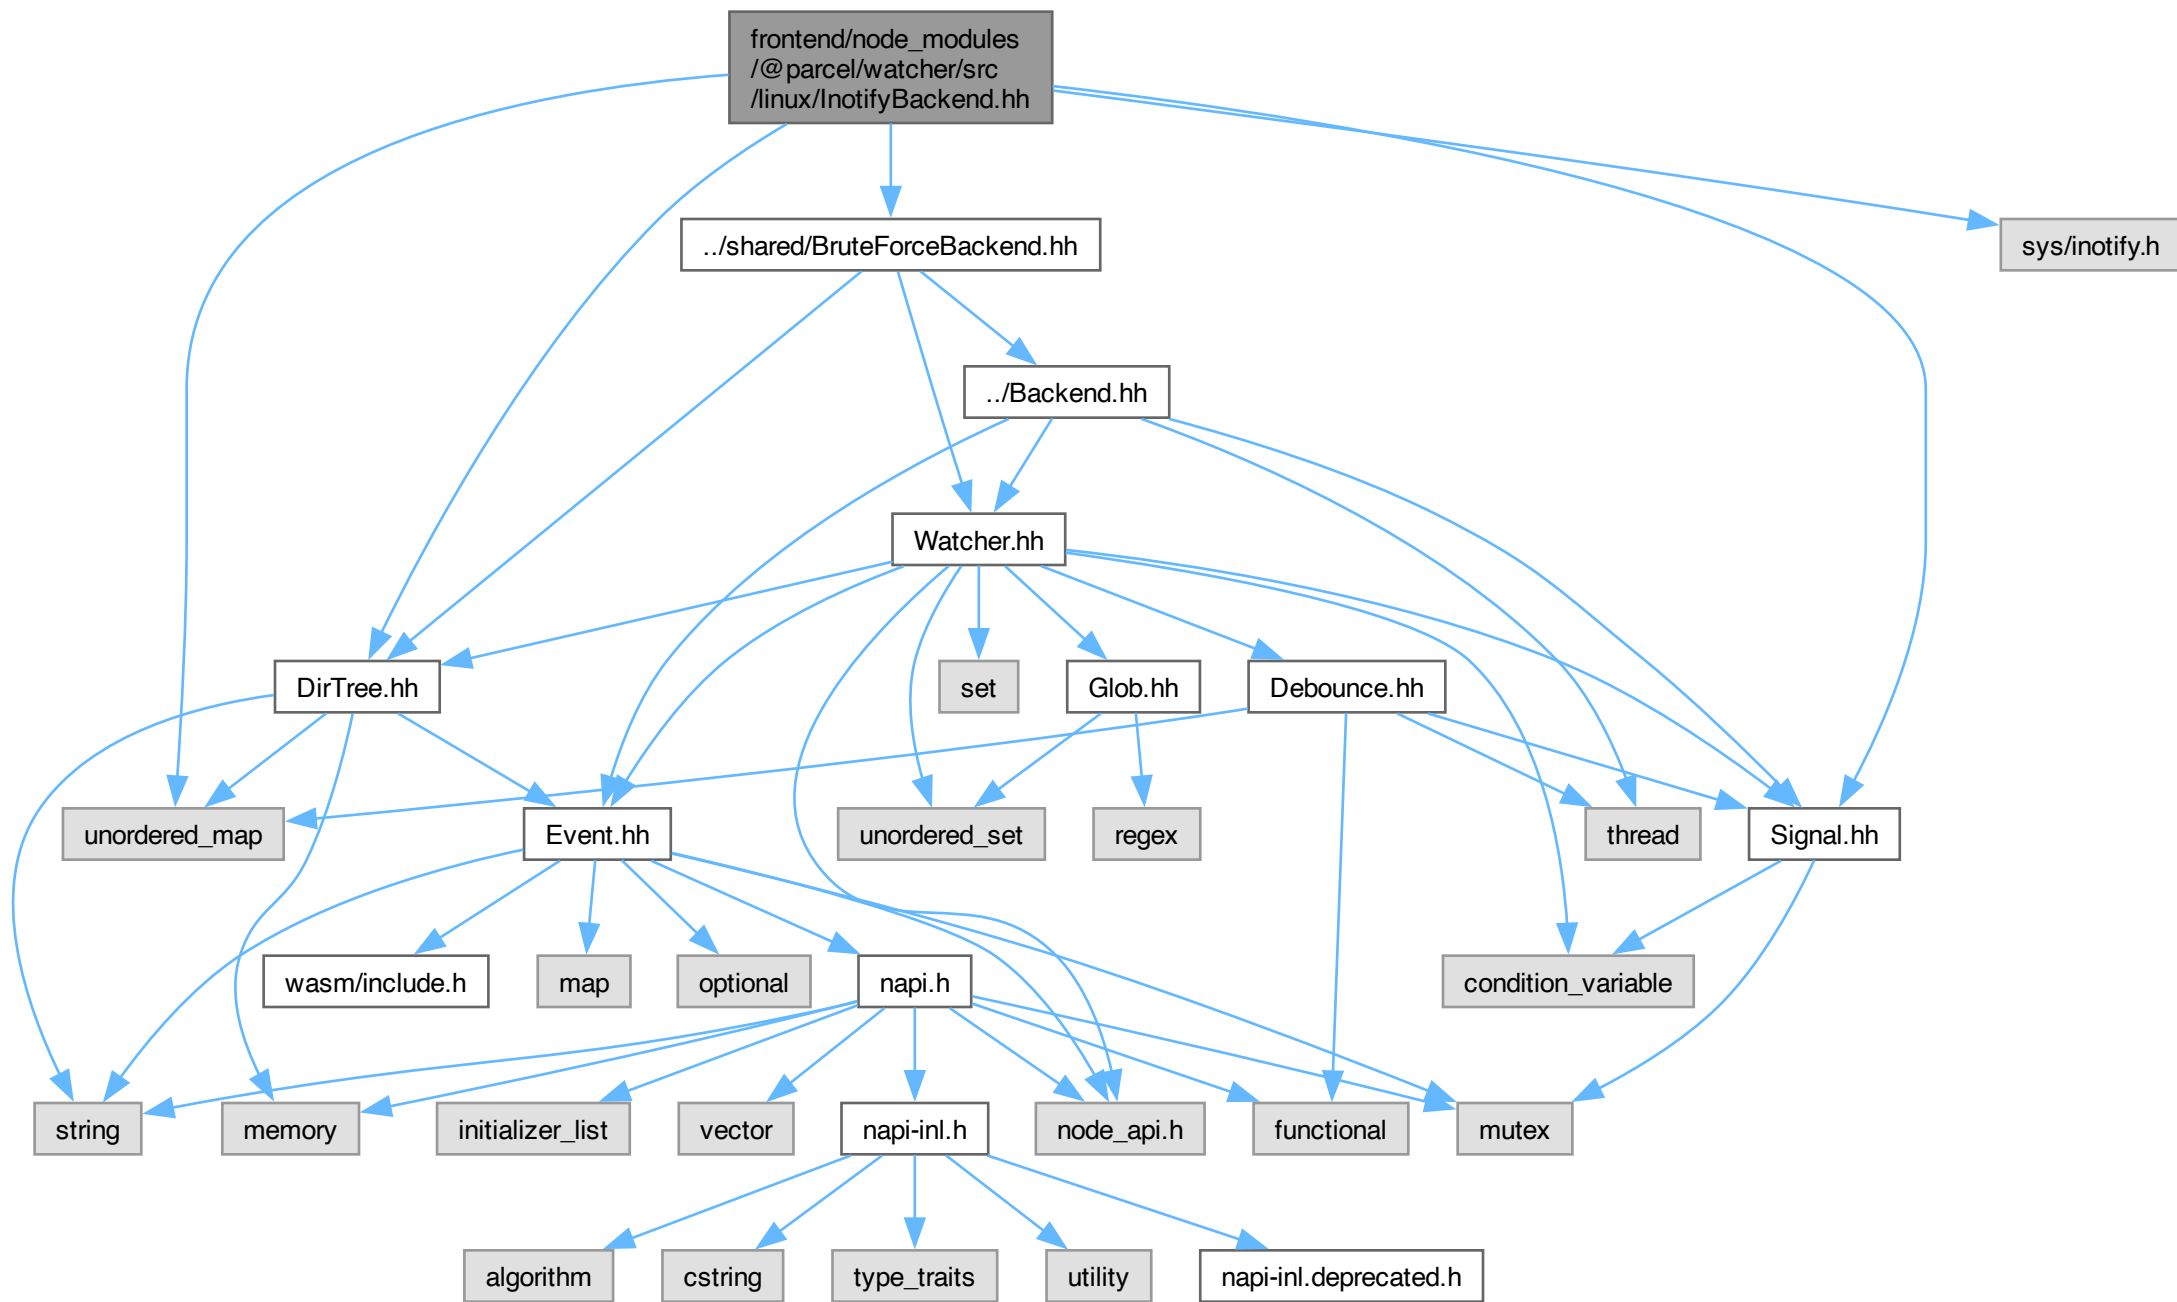 frontend/node_modules
/@parcel/watcher/src
/linux/InotifyBackend.hh
../shared/BruteForceBackend.hh
sys/inotify.h
../Backend.hh
Watcher.hh
DirTree.hh
set
Glob.hh
Debounce.hh
unordered_map
Event.hh
unordered_set
regex
thread
Signal.hh
wasm/include.h
map
optional
napi.h
condition_variable
string
memory
initializer_list
vector
napi-inl.h
node_api.h
functional
mutex
algorithm
cstring
type_traits
utility
napi-inl.deprecated.h